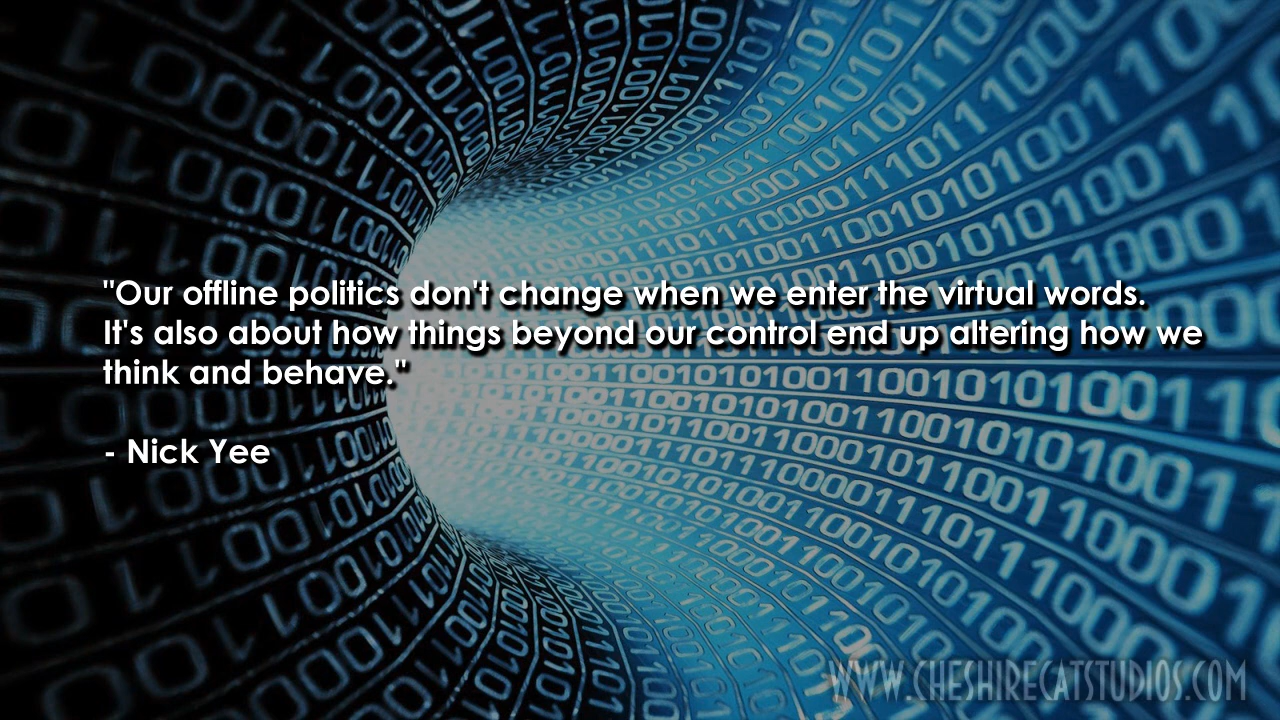 "Our offline politics don't change when we enter the virtual words.
It's also about how things beyond our control end up altering how we
think and behave."
- Nick Yee
WWW.CHESHIRECATSTUDIOS.COM